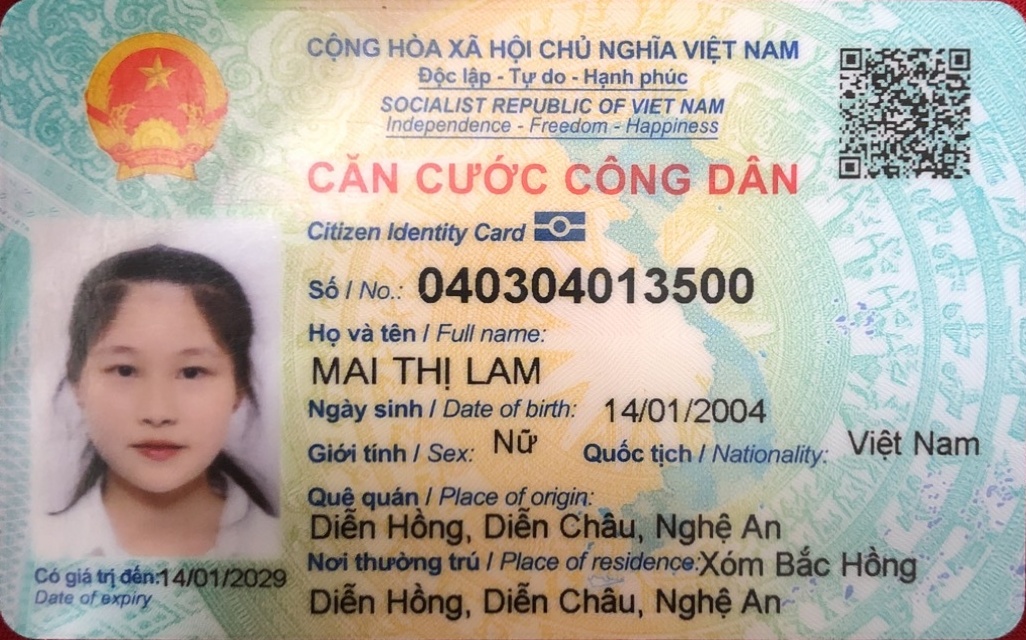 CỘNG HÒA XÃ HỘI CHỦ NGHĨA VIỆT NAM
Độc lập - Tự do - Hạnh phúc
SOCIALIST REPUBLIC OF VIET NAM
Independence - Freedom - Happiness
CĂN CƯỚC CÔNG DÂN
Citizen Identity Card
Số / No.: 040304013500
Họ và tên / Full name:
MAI THỊ LAM
Ngày sinh / Date of birth: 14/01/2004
Giới tính / Sex: Nữ Quốc tịch / Nationality: Việt Nam
Quê quán / Place of origin:
Diễn Hồng, Diễn Châu, Nghệ An
Nơi thường trú / Place of residence: Xóm Bắc Hồng
Diễn Hồng, Diễn Châu, Nghệ An
Có giá trị đến: 14/01/2029
Date of expiry